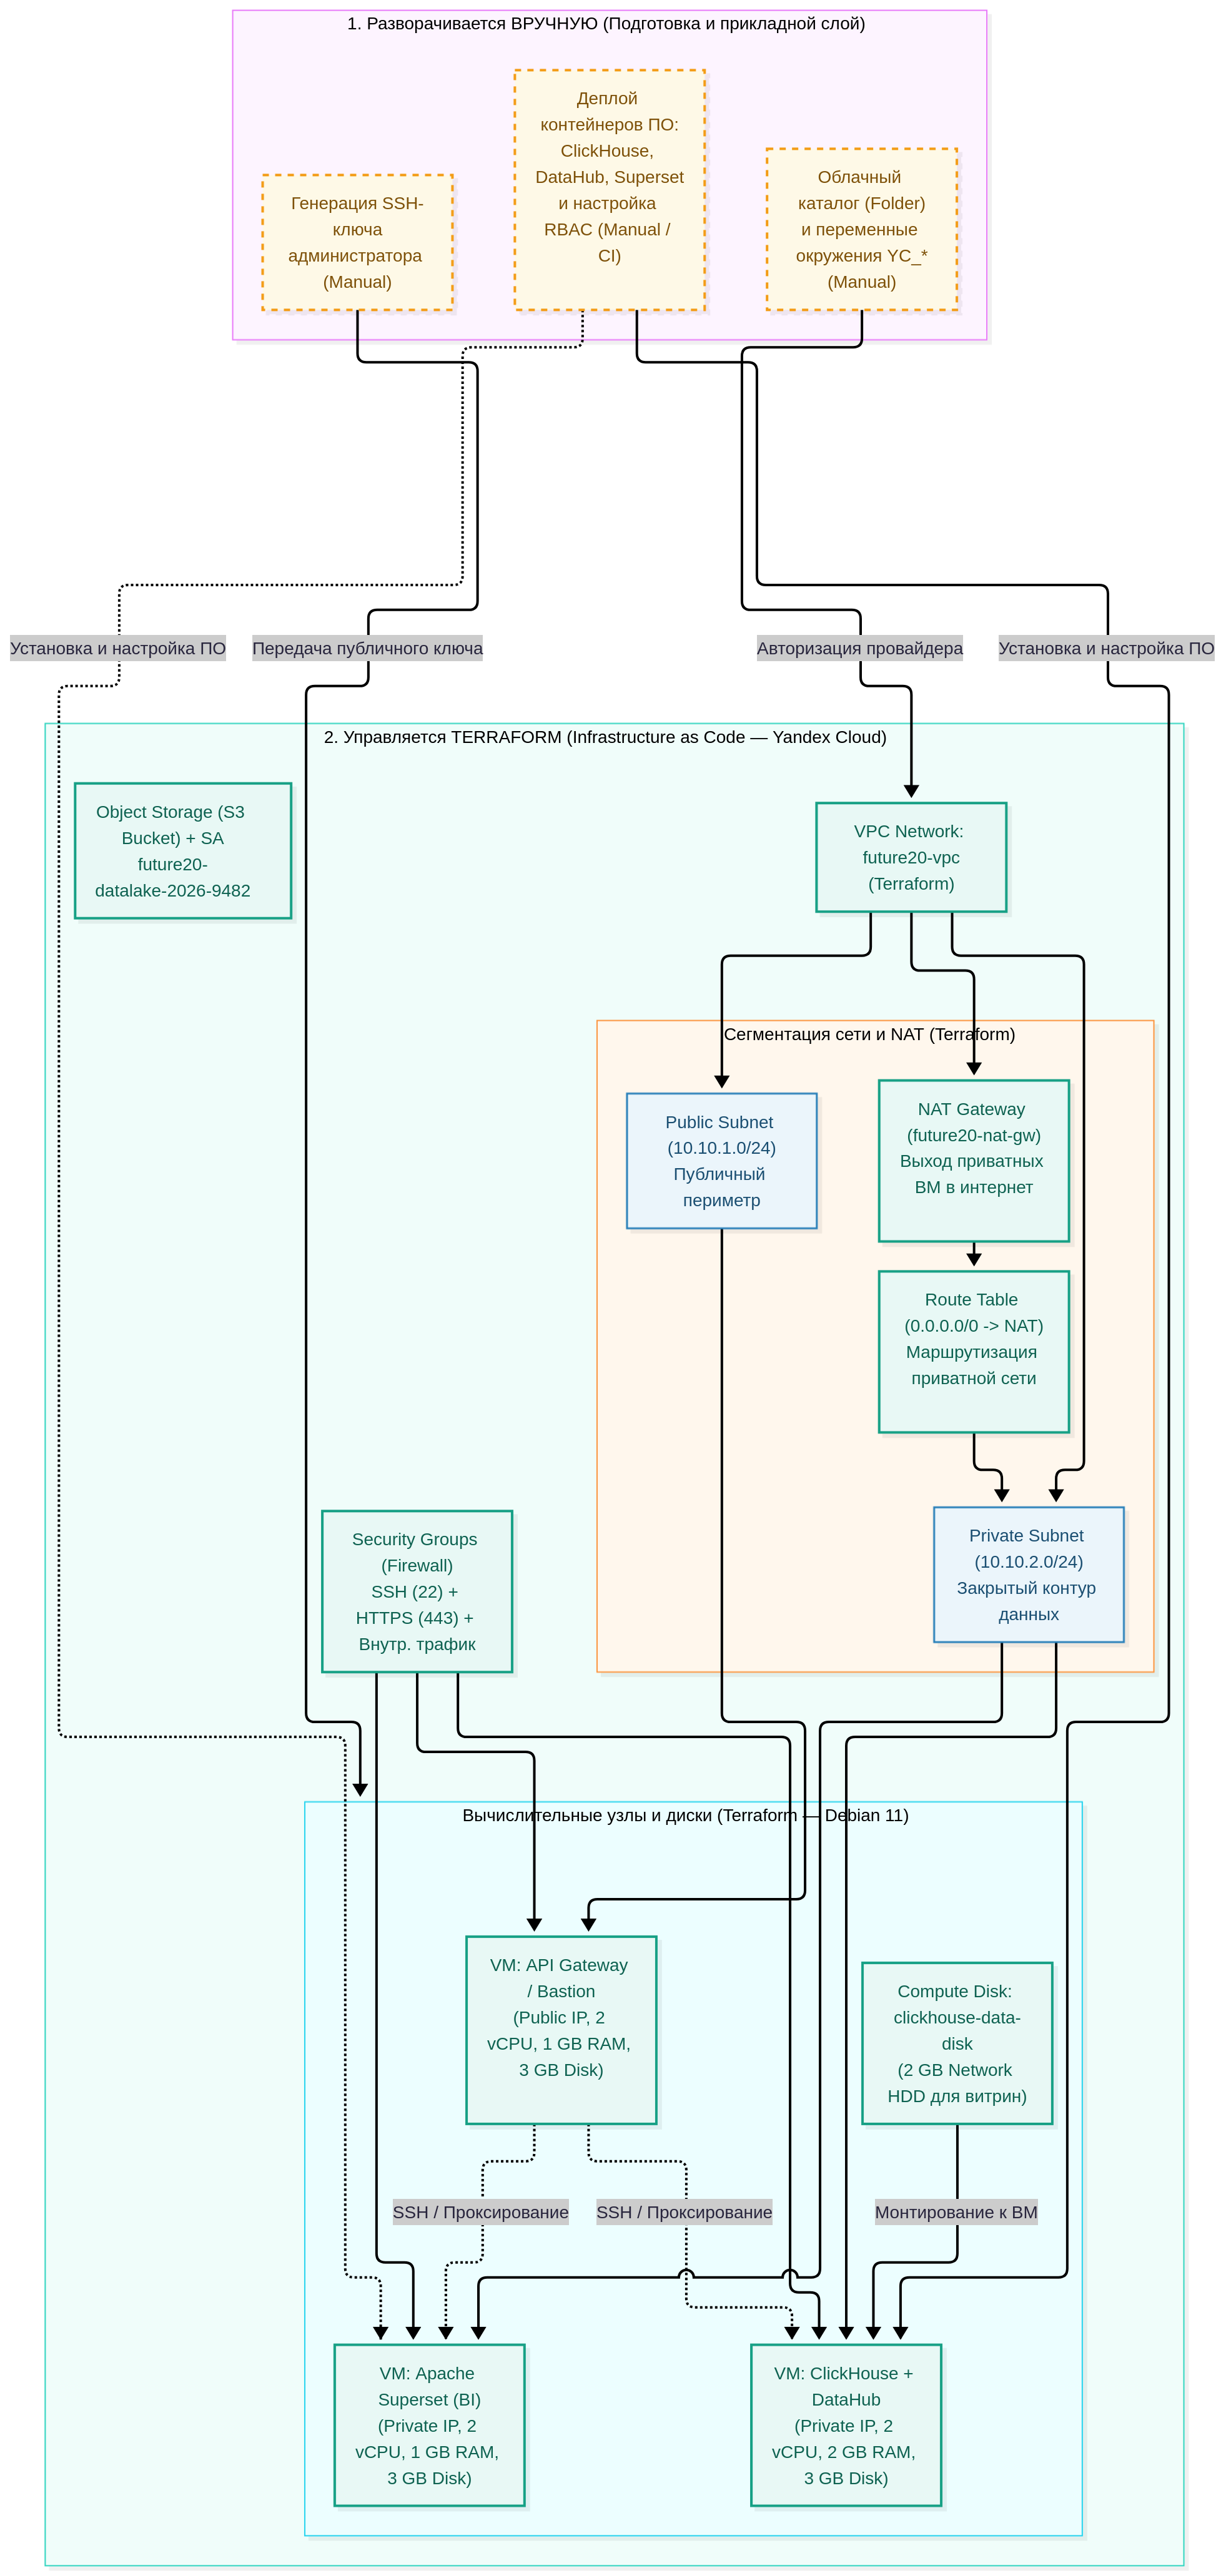 1. Разворачивается ВРУЧНУЮ (Подготовка и прикладной слой)
Генерация SSH-
ключа
администратора
(Manual)
Деплой
контейнеров ПО:
ClickHouse,
DataHub, Superset
и настройка
RBAC (Manual /
CI)
Облачный
каталог (Folder)
и переменные
окружения YC_*
(Manual)
Установка и настройка ПО
Передача публичного ключа
Авторизация провайдера
Установка и настройка ПО
2. Управляется TERRAFORM (Infrastructure as Code — Yandex Cloud)
Object Storage (S3
Bucket) + SA
future20-
datalake-2026-9482
VPC Network:
future20-vpc
(Terraform)
Сегментация сети и NAT (Terraform)
Public Subnet
(10.10.1.0/24)
Публичный
периметр
NAT Gateway
(future20-nat-gw)
Выход приватных
ВМ в интернет
Route Table
(0.0.0.0/0 -> NAT)
Маршрутизация
приватной сети
Security Groups
(Firewall)
SSH (22) +
HTTPS (443) +
Внутр. трафик
Private Subnet
(10.10.2.0/24)
Закрытый контур
данных
Вычислительные узлы и диски (Terraform — Debian 11)
VM: API Gateway
/ Bastion
(Public IP, 2
vCPU, 1 GB RAM,
3 GB Disk)
Compute Disk:
clickhouse-data-
disk
(2 GB Network
HDD для витрин)
SSH / Проксирование
SSH / Проксирование
Монтирование к ВМ
VM: Apache
Superset (BI)
(Private IP, 2
vCPU, 1 GB RAM,
3 GB Disk)
VM: ClickHouse +
DataHub
(Private IP, 2
vCPU, 2 GB RAM,
3 GB Disk)